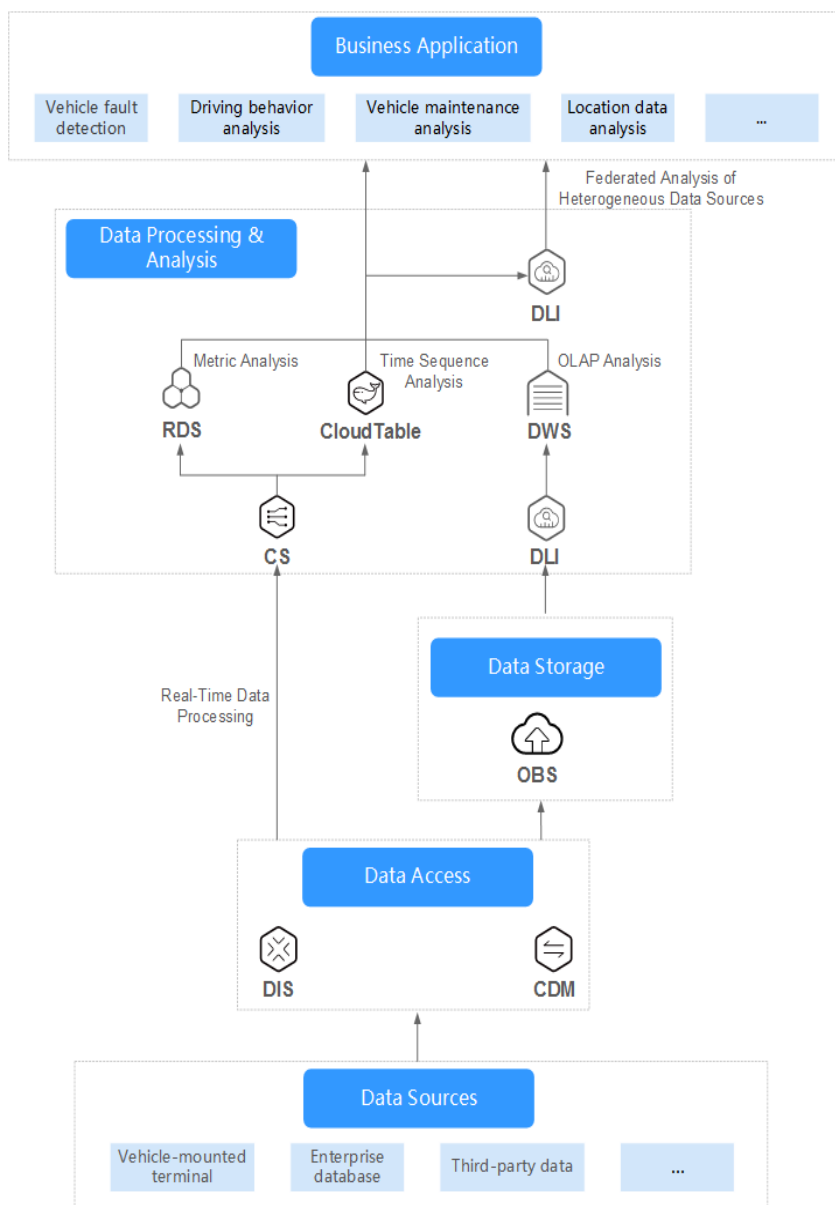 Business Application
Vehicle fault
detection
Driving behavior
analysis
Vehicle maintenance
analysis
Location data
analysis
...
Federated Analysis of
Heterogeneous Data Sources
Data Processing &
Analysis
DLI
Metric Analysis
Time Sequence
Analysis
OLAP Analysis
RDS
CloudTable
DWS
CS
DLI
Data Storage
Real-Time Data
Processing
OBS
Data Access
DIS
CDM
Data Sources
Vehicle-mounted
terminal
Enterprise
database
Third-party data
...